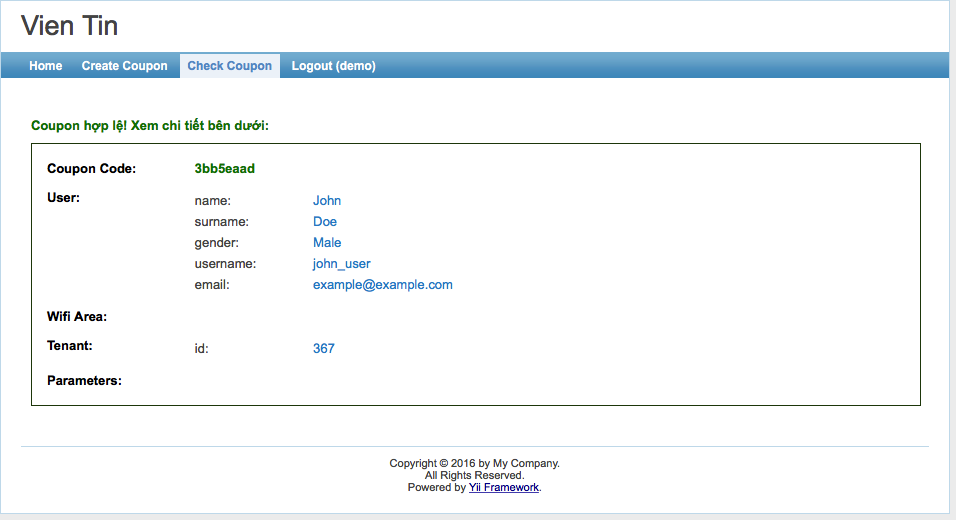 Vien Tin
Home Create Coupon Check Coupon Logout (demo)
Coupon hợp lệ! Xem chi tiết bên dưới:
Coupon Code: 3bb5eaad
User: name: John
surname: Doe
gender: Male
username: john_user
email: example@example.com
Wifi Area:
Tenant: id: 367
Parameters:
Copyright © 2016 by My Company.
All Rights Reserved.
Powered by Yii Framework.